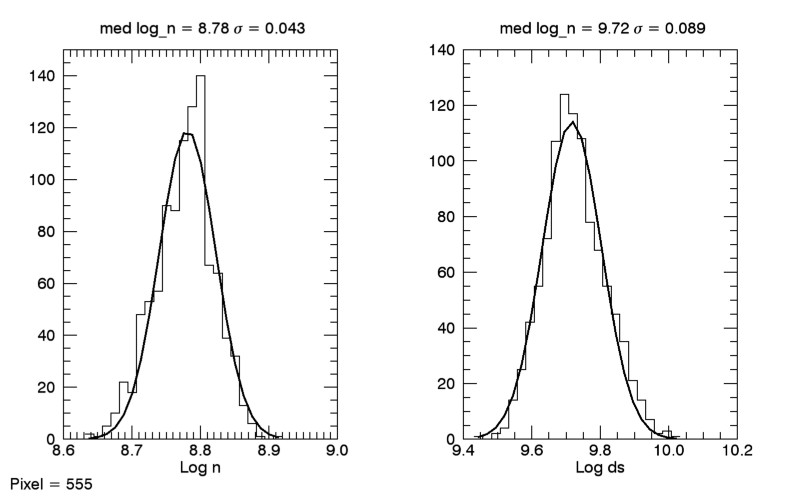 med log_n = 8.78 σ = 0.043
140
120
100
80
60
40
20
0
8.6 8.7 8.8 8.9 9.0
Log n
med log_n = 9.72 σ = 0.089
140
120
100
80
60
40
20
0
9.4 9.6 9.8 10.0 10.2
Log ds
Pixel = 555